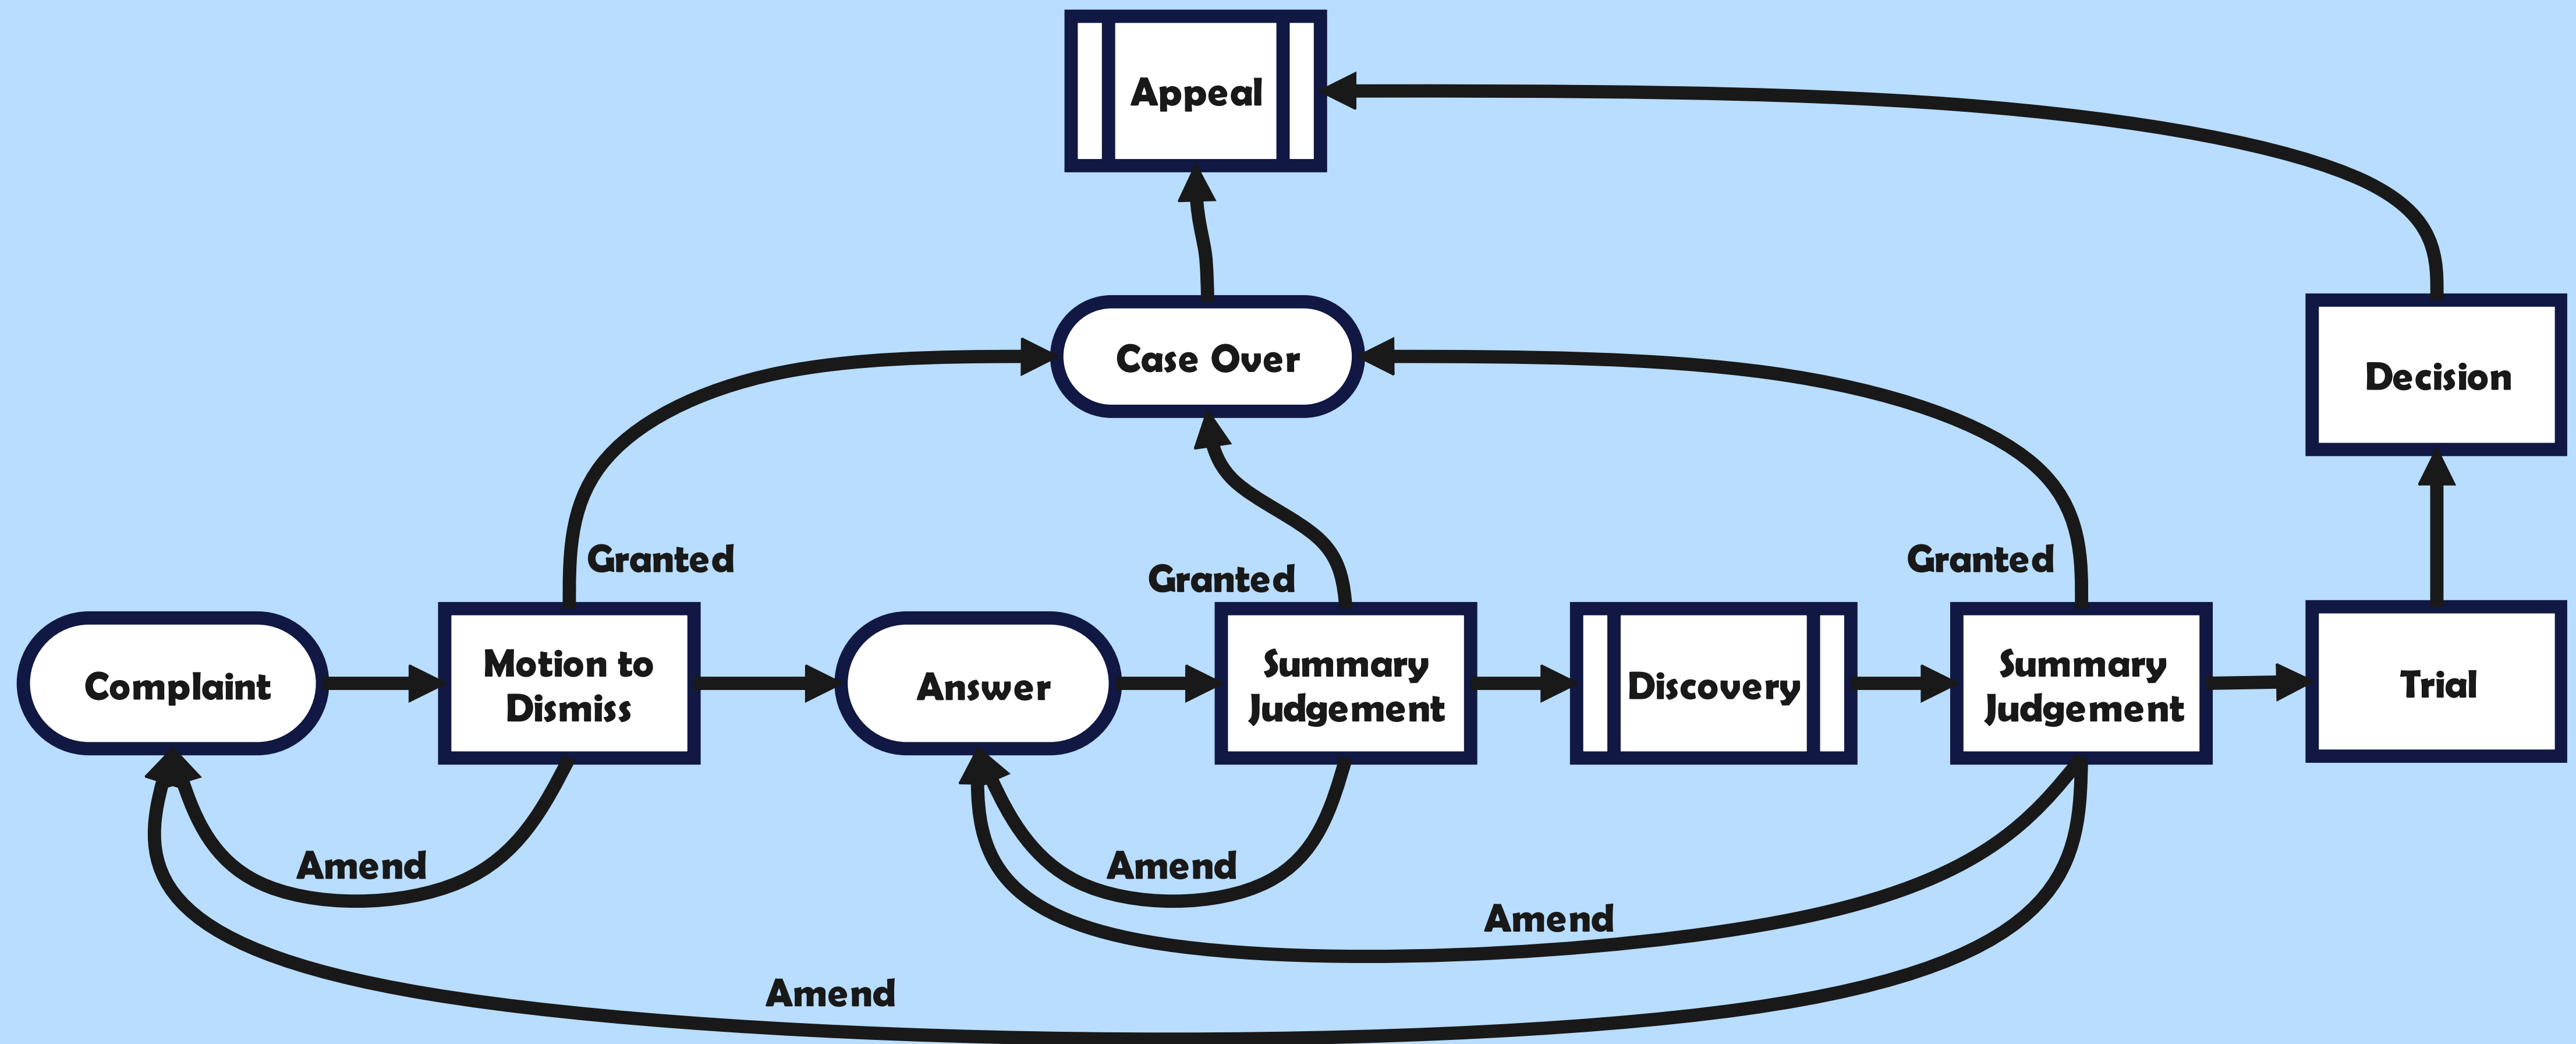 Appeal
Case Over
Decision
Granted
Granted
Granted
Complaint
Motion to
Dismiss
Answer
Summary
Judgement
Discovery
Summary
Judgement
Trial
Amend
Amend
Amend
Amend